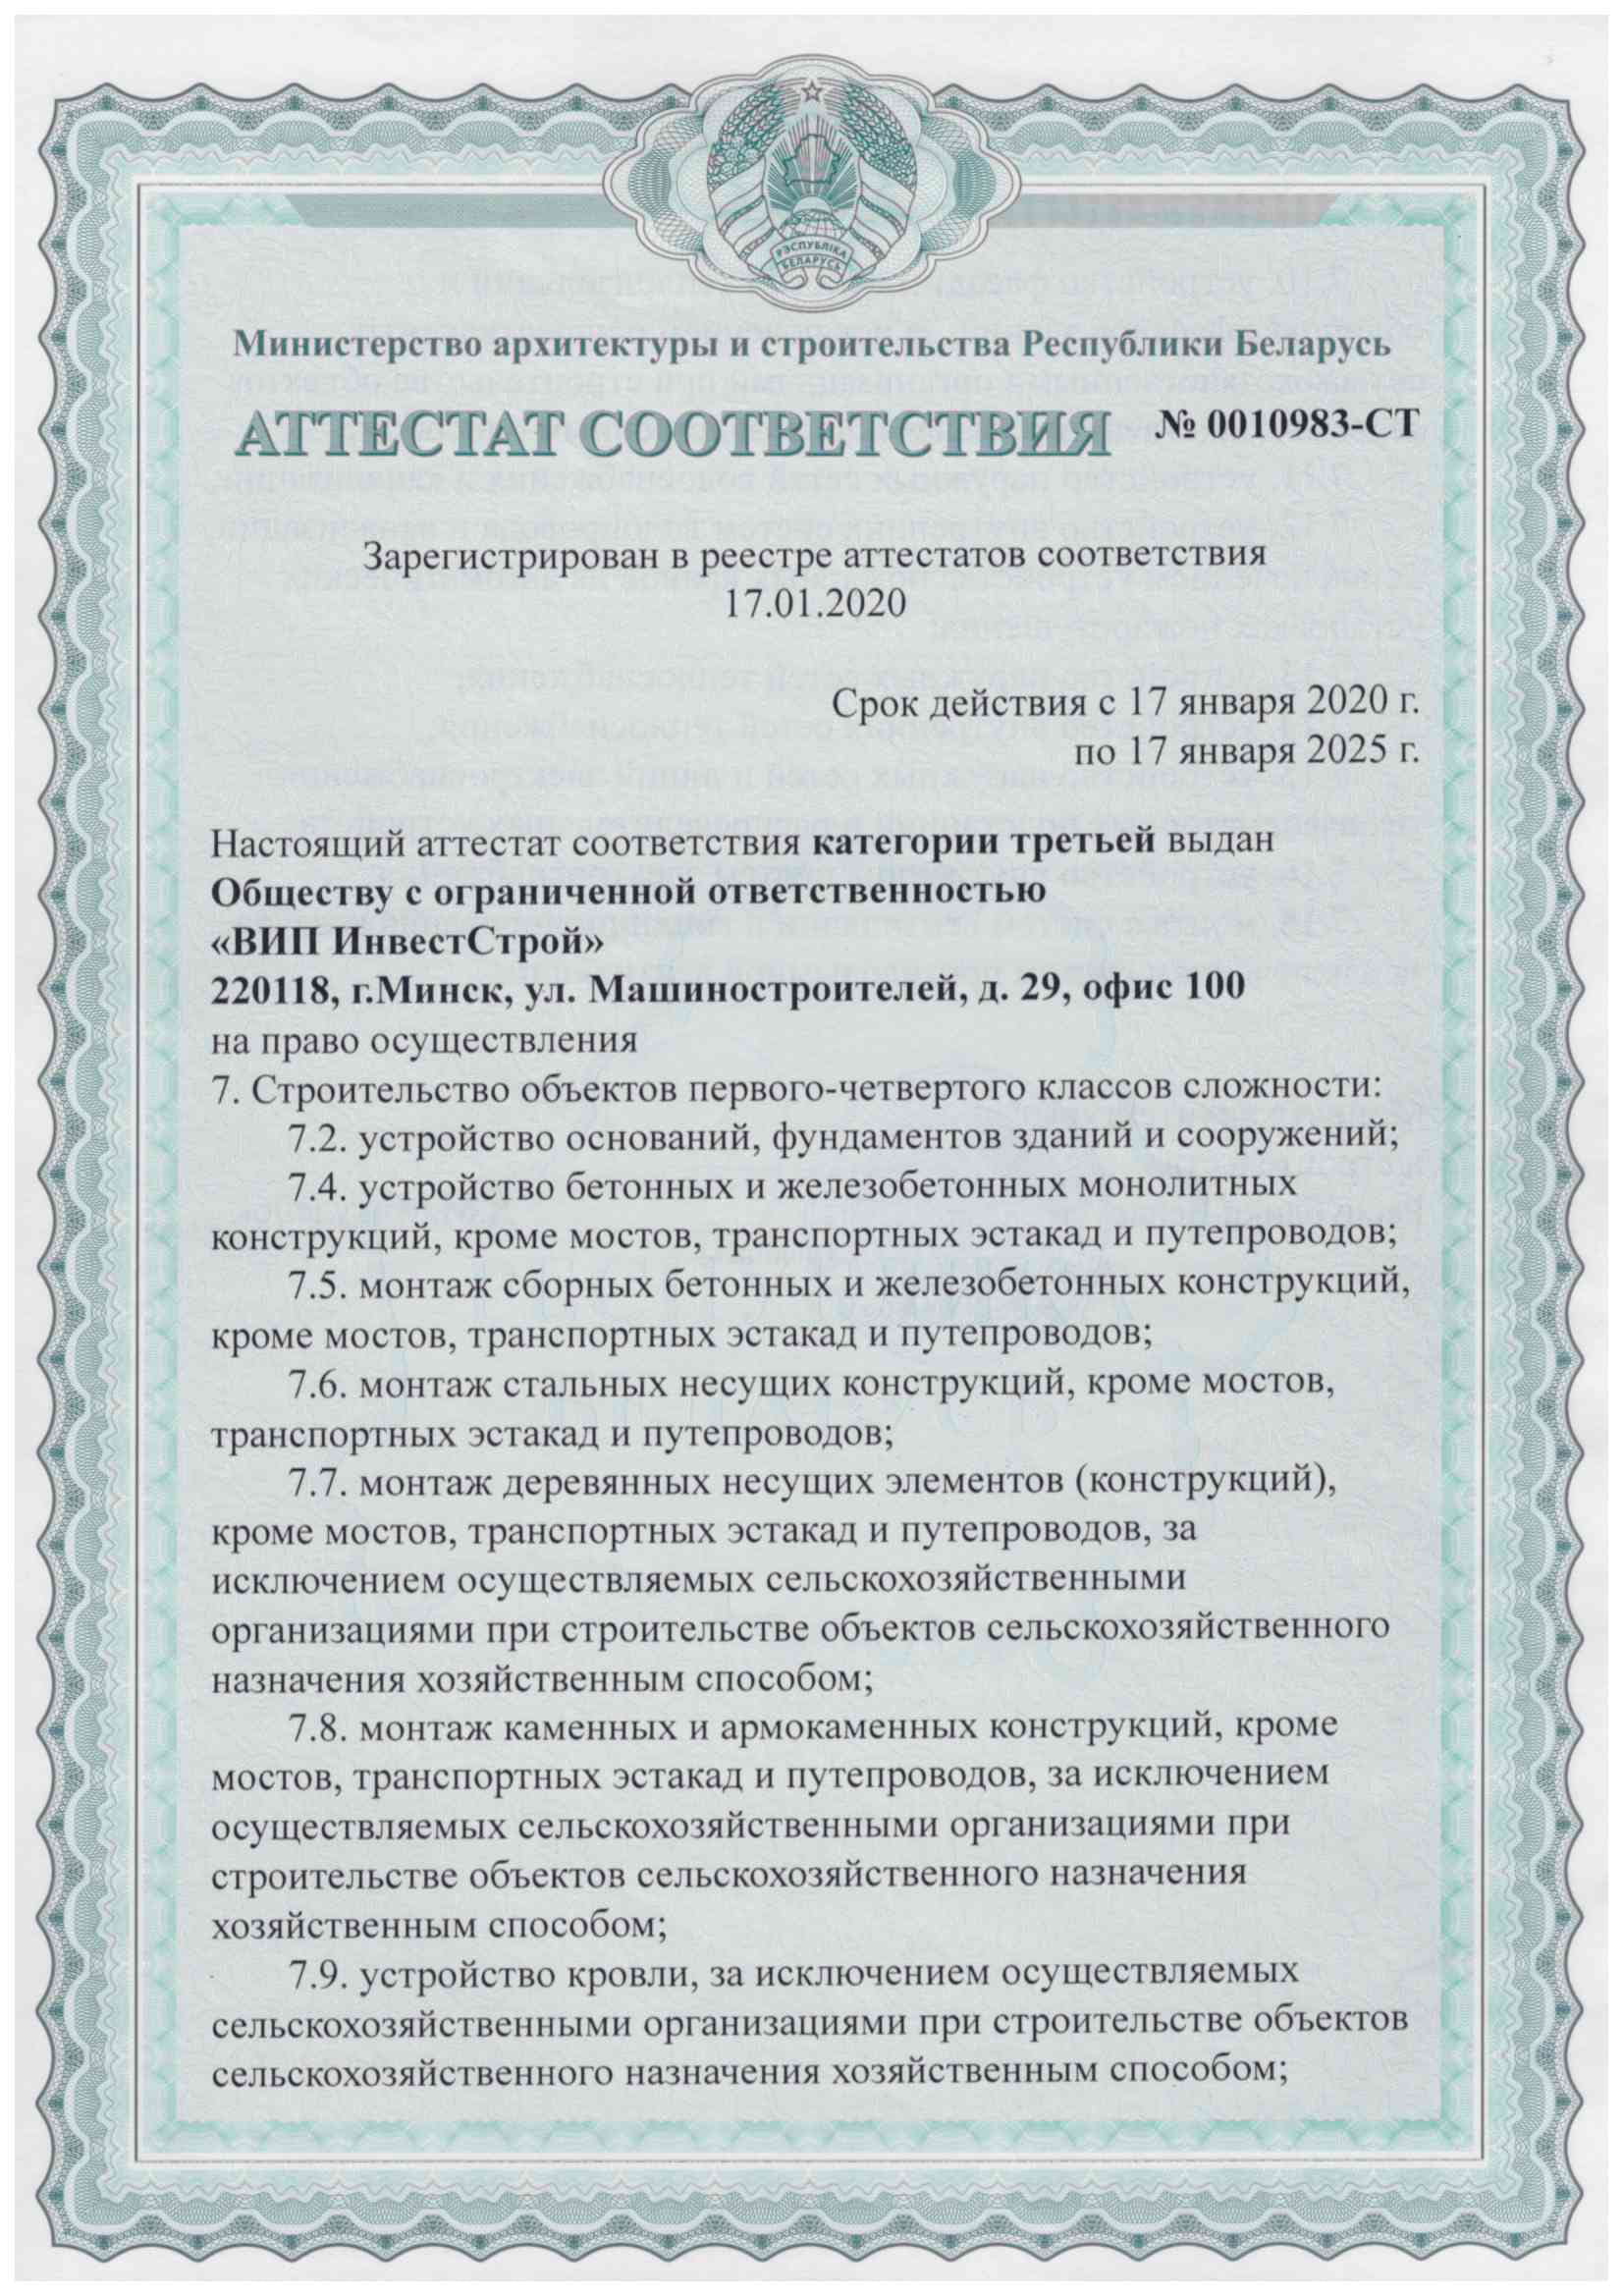 РЭСПУБЛІКА
БЕЛАРУСЬ
Министерство архитектуры и строительства Республики Беларусь
АТТЕСТАТ СООТВЕТСТВИЯ № 0010983-СТ
Зарегистрирован в реестре аттестатов соответствия
17.01.2020
Срок действия с 17 января 2020 г.
по 17 января 2025 г.
Настоящий аттестат соответствия категории третьей выдан
Обществу с ограниченной ответственностью
«ВИП ИнвестСтрой»
220118, г.Минск, ул. Машиностроителей, д. 29, офис 100
на право осуществления
7. Строительство объектов первого-четвертого классов сложности:
7.2. устройство оснований, фундаментов зданий и сооружений;
7.4. устройство бетонных и железобетонных монолитных
конструкций, кроме мостов, транспортных эстакад и путепроводов;
7.5. монтаж сборных бетонных и железобетонных конструкций,
кроме мостов, транспортных эстакад и путепроводов;
7.6. монтаж стальных несущих конструкций, кроме мостов,
транспортных эстакад и путепроводов;
7.7. монтаж деревянных несущих элементов (конструкций),
кроме мостов, транспортных эстакад и путепроводов, за
исключением осуществляемых сельскохозяйственными
организациями при строительстве объектов сельскохозяйственного
назначения хозяйственным способом;
7.8. монтаж каменных и армокаменных конструкций, кроме
мостов, транспортных эстакад и путепроводов, за исключением
осуществляемых сельскохозяйственными организациями при
строительстве объектов сельскохозяйственного назначения
хозяйственным способом;
7.9. устройство кровли, за исключением осуществляемых
сельскохозяйственными организациями при строительстве объектов
сельскохозяйственного назначения хозяйственным способом;